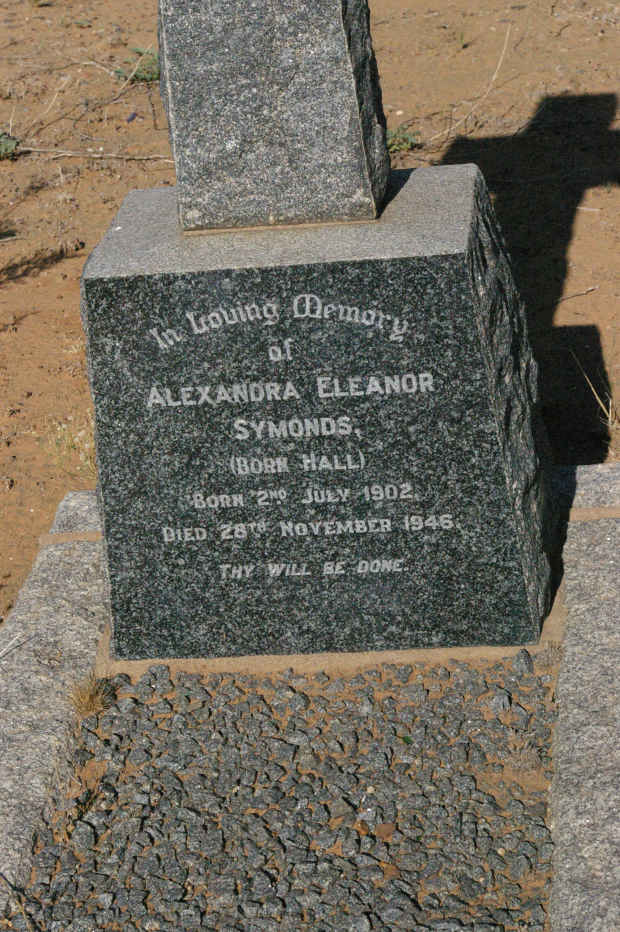 In Loving Memory
of
ALEXANDRA ELEANOR
SYMONDS.
(BORN HALL)
BORN 2ND JULY 1902.
DIED 28TH NOVEMBER 1946.
THY WILL BE DONE.